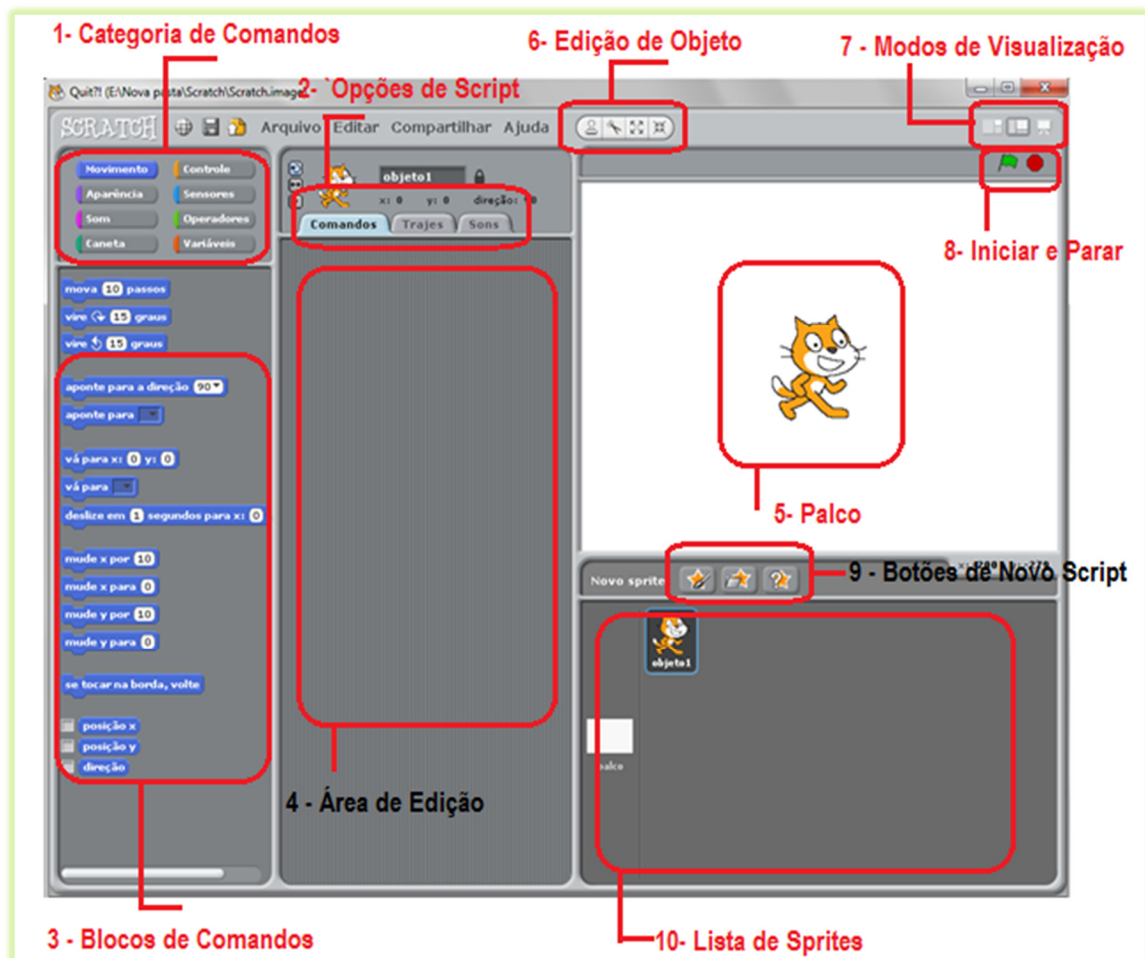 1- Categoria de Comandos
6- Edição de Objeto
7 - Modos de Visualização
2- `Opções de Script
Quit?! (E:\Nova pasta\Scratch\Scratch.image)
SCRATCH
Arquivo Editar Compartilhar Ajuda
Movimento Controle
Aparência Sensores
Som Operadores
Caneta Variáveis
objeto1
x: 0 y: 0 direção: 90
Comandos Trajes Sons
8- Iniciar e Parar
mova 10 passos
vire 15 graus
vire 15 graus
aponte para a direção 90
aponte para
vá para x: 0 y: 0
vá para
deslize em 1 segundos para x: 0
mude x por 10
mude x para 0
mude y por 10
mude y para 0
se tocar na borda, volte
posição x
posição y
direção
5- Palco
Novo sprite
9 - Botões de Novo Script
objeto1
palco
4 - Área de Edição
3 - Blocos de Comandos
10- Lista de Sprites